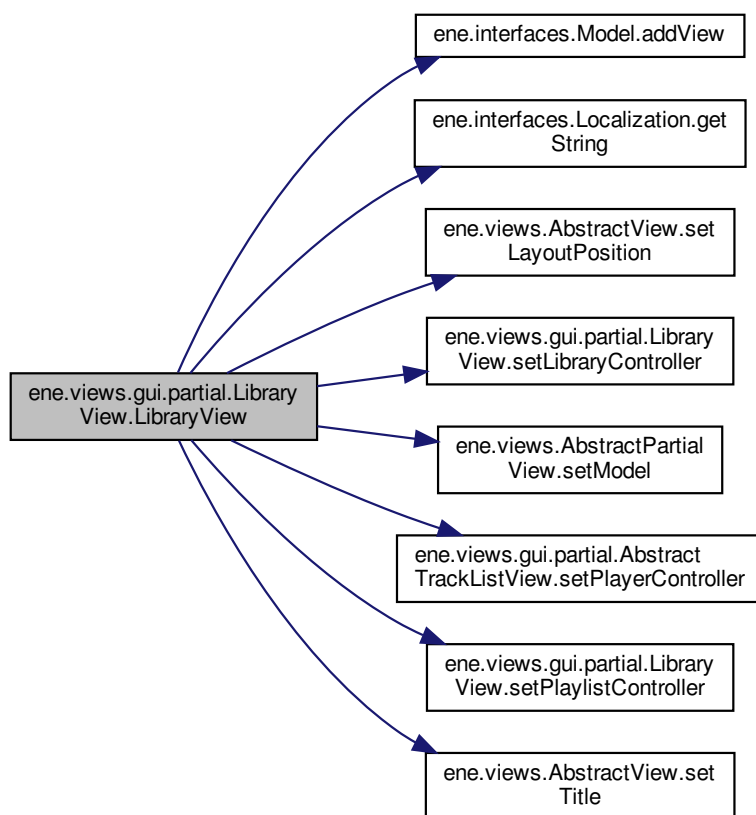 ene.interfaces.Model.addView
ene.interfaces.Localization.get
String
ene.views.AbstractView.set
LayoutPosition
ene.views.gui.partial.Library
View.setLibraryController
ene.views.gui.partial.Library
View.LibraryView
ene.views.AbstractPartial
View.setModel
ene.views.gui.partial.Abstract
TrackListView.setPlayerController
ene.views.gui.partial.Library
View.setPlaylistController
ene.views.AbstractView.set
Title